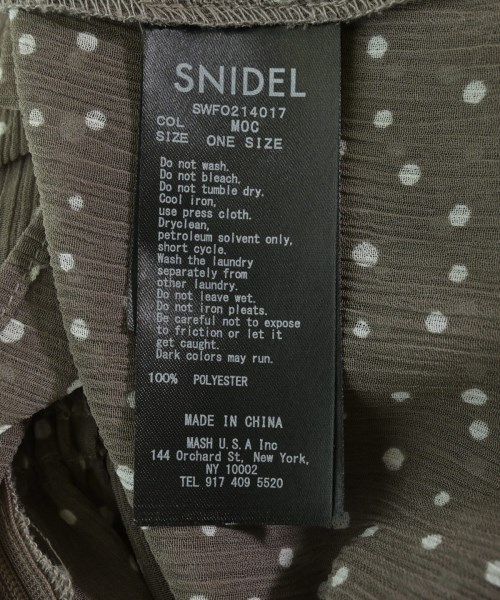 SNIDEL
SWFO214017
COL MOC
SIZE ONE SIZE
Do not wash.
Do not bleach.
Do not tumble dry.
Cool iron,
use press cloth.
Dryclean,
petroleum solvent only,
short cycle.
Wash the laundry
separately from
other laundry.
Do not leave wet.
Do not iron pleats.
Be careful not to expose
to friction or let it
get caught.
Dark colors may run.
100% POLYESTER
MADE IN CHINA
MASH U.S.A Inc
144 Orchard St, New York,
NY 10002
TEL 917 409 5520